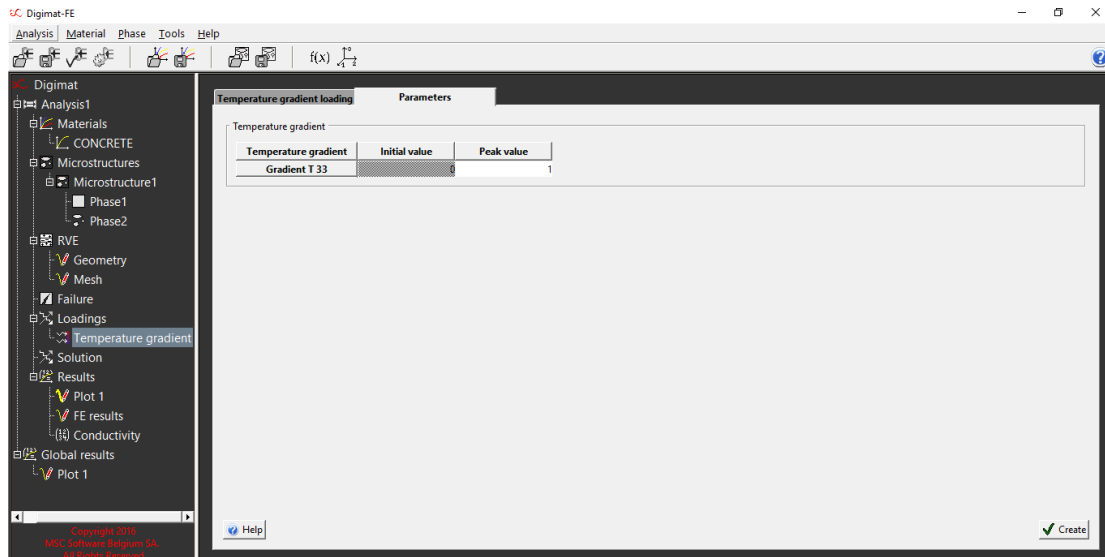 Digimat-FE
Analysis Material Phase Tools Help
f(x)
Digimat
Analysis1
Materials
CONCRETE
Microstructures
Microstructure1
Phase1
Phase2
RVE
Geometry
Mesh
Failure
Loadings
Temperature gradient
Solution
Results
Plot 1
FE results
Conductivity
Global results
Plot 1
Copyright 2016
MSC Software Belgium SA.
All Rights Reserved
Temperature gradient loading Parameters
Temperature gradient
Temperature gradient Initial value Peak value
Gradient T 33 0 1
Help Create